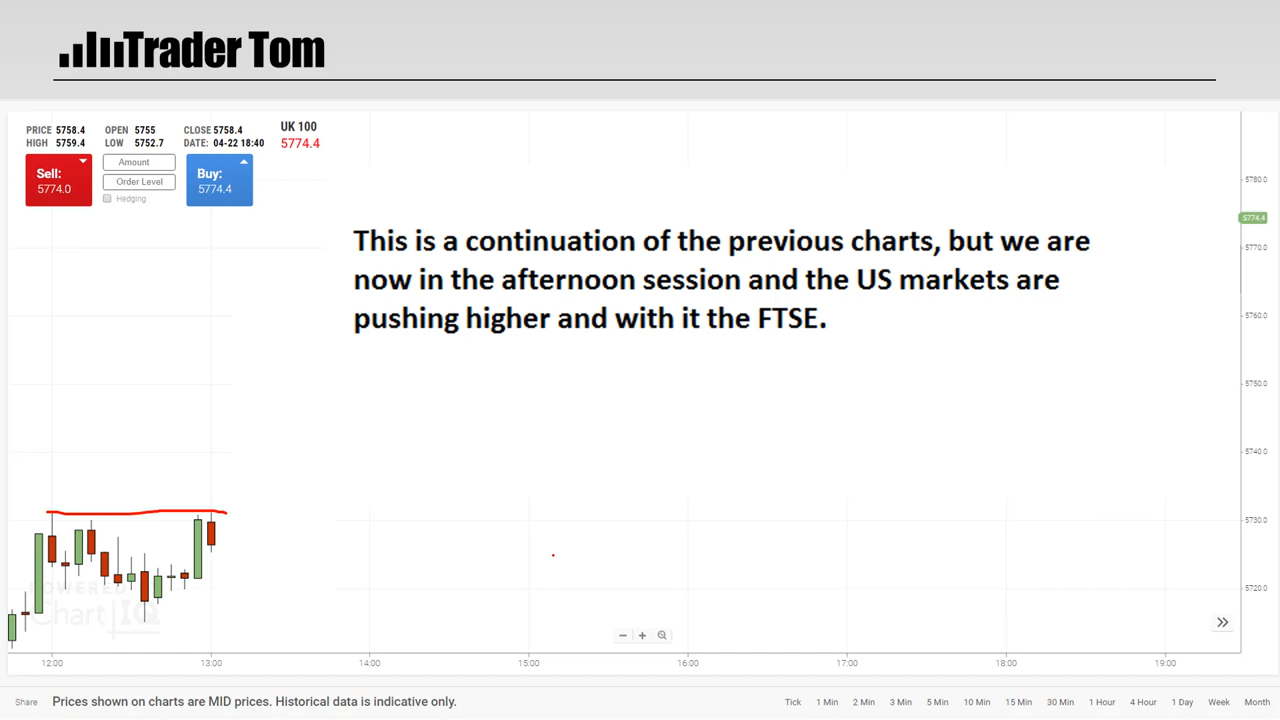 Trader Tom
PRICE 5758.4 OPEN 5755 CLOSE 5758.4 UK 100
HIGH 5759.4 LOW 5752.7 DATE: 04-22 18:40 5774.4
Sell: Amount Buy:
5774.0 Order Level 5774.4
Hedging
5780.0
5774.4
5770.0
This is a continuation of the previous charts, but we are
now in the afternoon session and the US markets are
pushing higher and with it the FTSE.
5760.0
5750.0
5740.0
5730.0
5720.0
POWERED
Chart|IQ
12:00 13:00 14:00 15:00 16:00 17:00 18:00 19:00
Share Prices shown on charts are MID prices. Historical data is indicative only. Tick 1 Min 2 Min 3 Min 5 Min 10 Min 15 Min 30 Min 1 Hour 4 Hour 1 Day Week Month